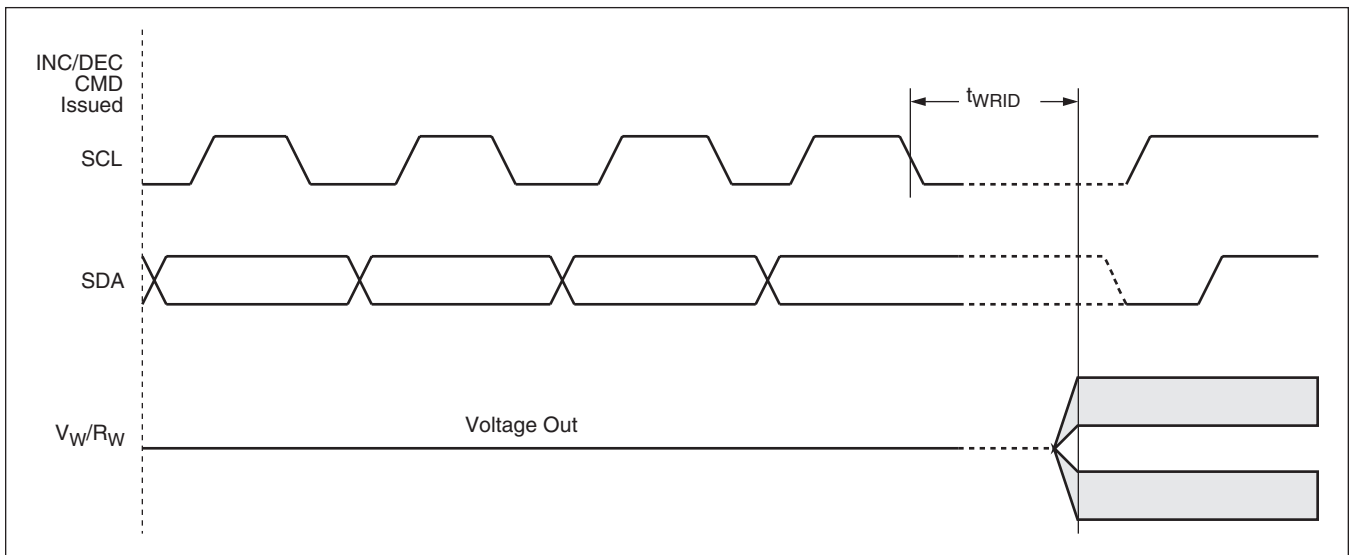 INC/DEC
CMD
Issued
tWRID
SCL
SDA
Voltage Out
VW/RW